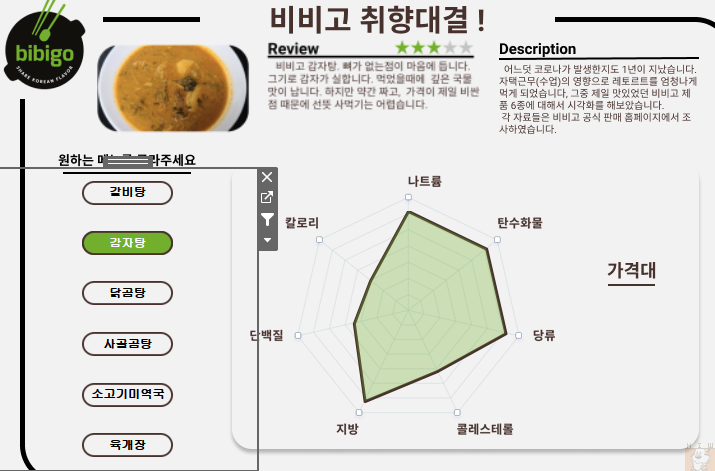 비비고 취향대결 !
bibigo
SHARE KOREAN FLAVOR
Review
비비고 감자탕. 뼈가 없는점이 마음에 듭니다.
그기로 감자가 실합니다. 먹었을때에 깊은 국물
맛이 납니다. 하지만 약간 짜고, 가격이 제일 비싼
점 때문에 선뜻 사먹기는 어렵습니다.
Description
어느덧 코로나가 발생한지도 1년이 지났습니다.
자택근무(수업)의 영향으로 레토르트를 엄청나게
먹게 되었습니다, 그중 제일 맛있었던 비비고 제
품 6종에 대해서 시각화를 해보았습니다.
각 자료들은 비비고 공식 판매 홈페이지에서 조
사하였습니다.
원하는 라주세요
갈비탕
감자탕
닭곰탕
사골곰탕
소고기미역국
육개장
나트륨
칼로리
탄수화물
단백질
당류
지방
콜레스테롤
가격대